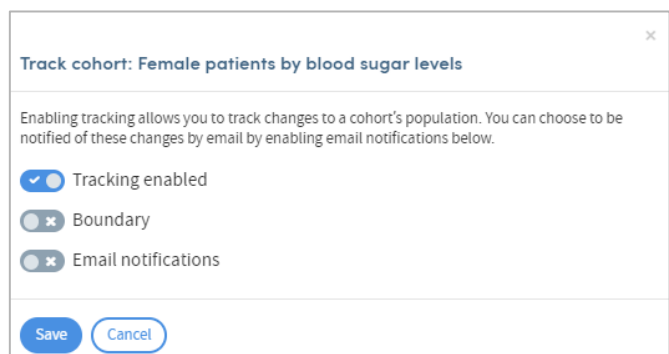 Track cohort: Female patients by blood sugar levels
Enabling tracking allows you to track changes to a cohort's population. You can choose to be
notified of these changes by email by enabling email notifications below.
Tracking enabled
Boundary
Email notifications
Save Cancel